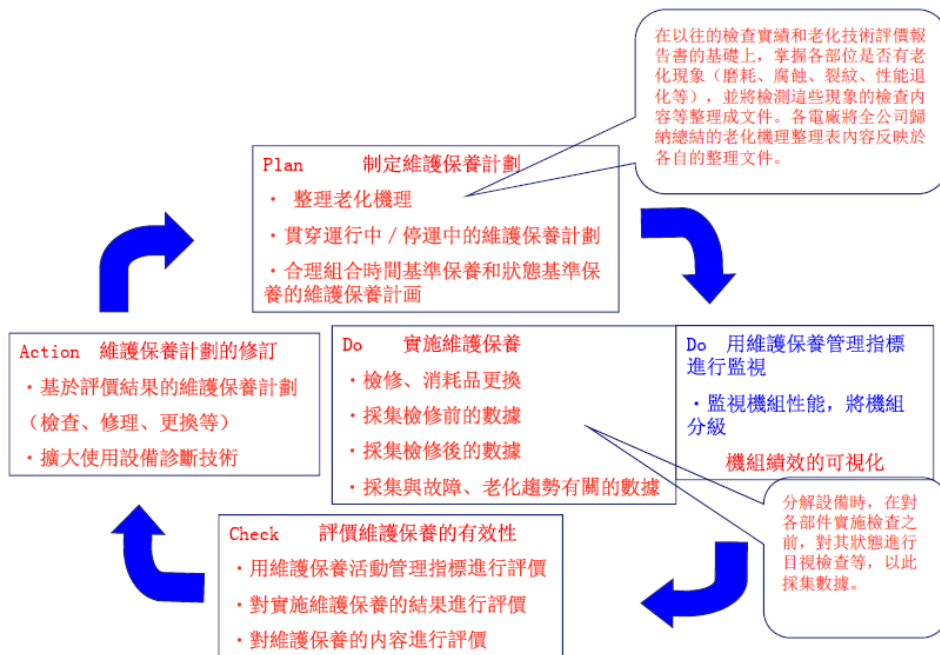 在以往的檢查實績和老化技術評價報
告書的基礎上，掌握各部位是否有老
化現象（磨耗、腐蝕、裂紋、性能退
化等），並將檢測這些現象的檢查內
容等整理成文件。各電廠將全公司歸
納總結的老化機理整理表內容反映於
各自的整理文件。
Plan 制定維護保養計劃
· 整理老化機理
· 貫穿運行中／停運中的維護保養計劃
· 合理組合時間基準保養和狀態基準保
養的維護保養計画
Action 維護保養計劃的修訂
· 基於評價結果的維護保養計劃
（檢查、修理、更換等）
· 擴大使用設備診斷技術
Do 實施維護保養
· 檢修、消耗品更換
· 採集檢修前的數據
· 採集檢修後的數據
· 採集與故障、老化趨勢有關的數據
Do 用維護保養管理指標
進行監視
· 監視機組性能，將機組
分級
機組績效的可視化
分解設備時，在對
各部件實施檢查之
前，對其狀態進行
目視檢查等，以此
採集數據。
Check 評價維護保養的有效性
· 用維護保養活動管理指標進行評價
· 對實施維護保養的結果進行評價
· 對維護保養的内容進行評價